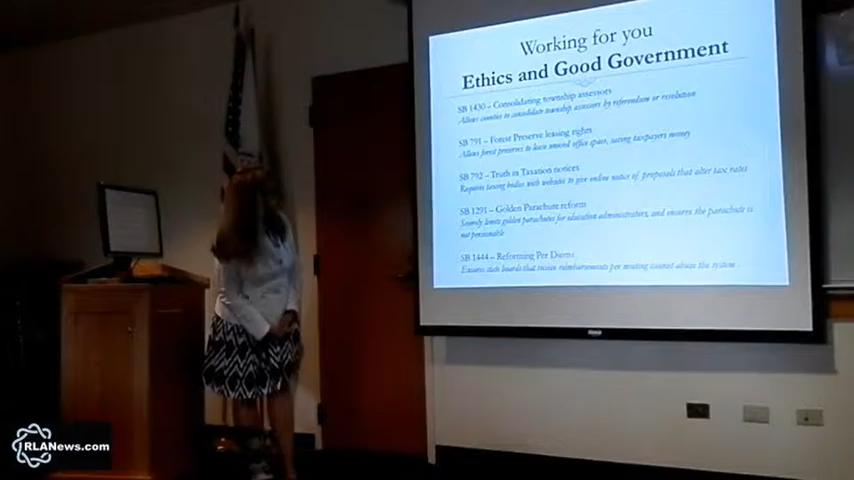 Working for you
Ethics and Good Government
SB 1430 – Consolidating township assessors
Allows counties to consolidate township assessors by referendum or resolution
SB 791 – Forest Preserve leasing rights
Allows forest preserves to lease unused office space, saving taxpayers money
SB 792 – Truth in Taxation notices
Requires taxing bodies with websites to give online notice of proposals that alter tax rates
SB 1291 – Golden Parachute reform
Severely limits golden parachutes for education administrators, and ensures the parachute is
not pensionable
SB 1444 – Reforming Per Diems
Ensures state boards that receive reimbursements per meeting cannot abuse the system
IRLANews.com